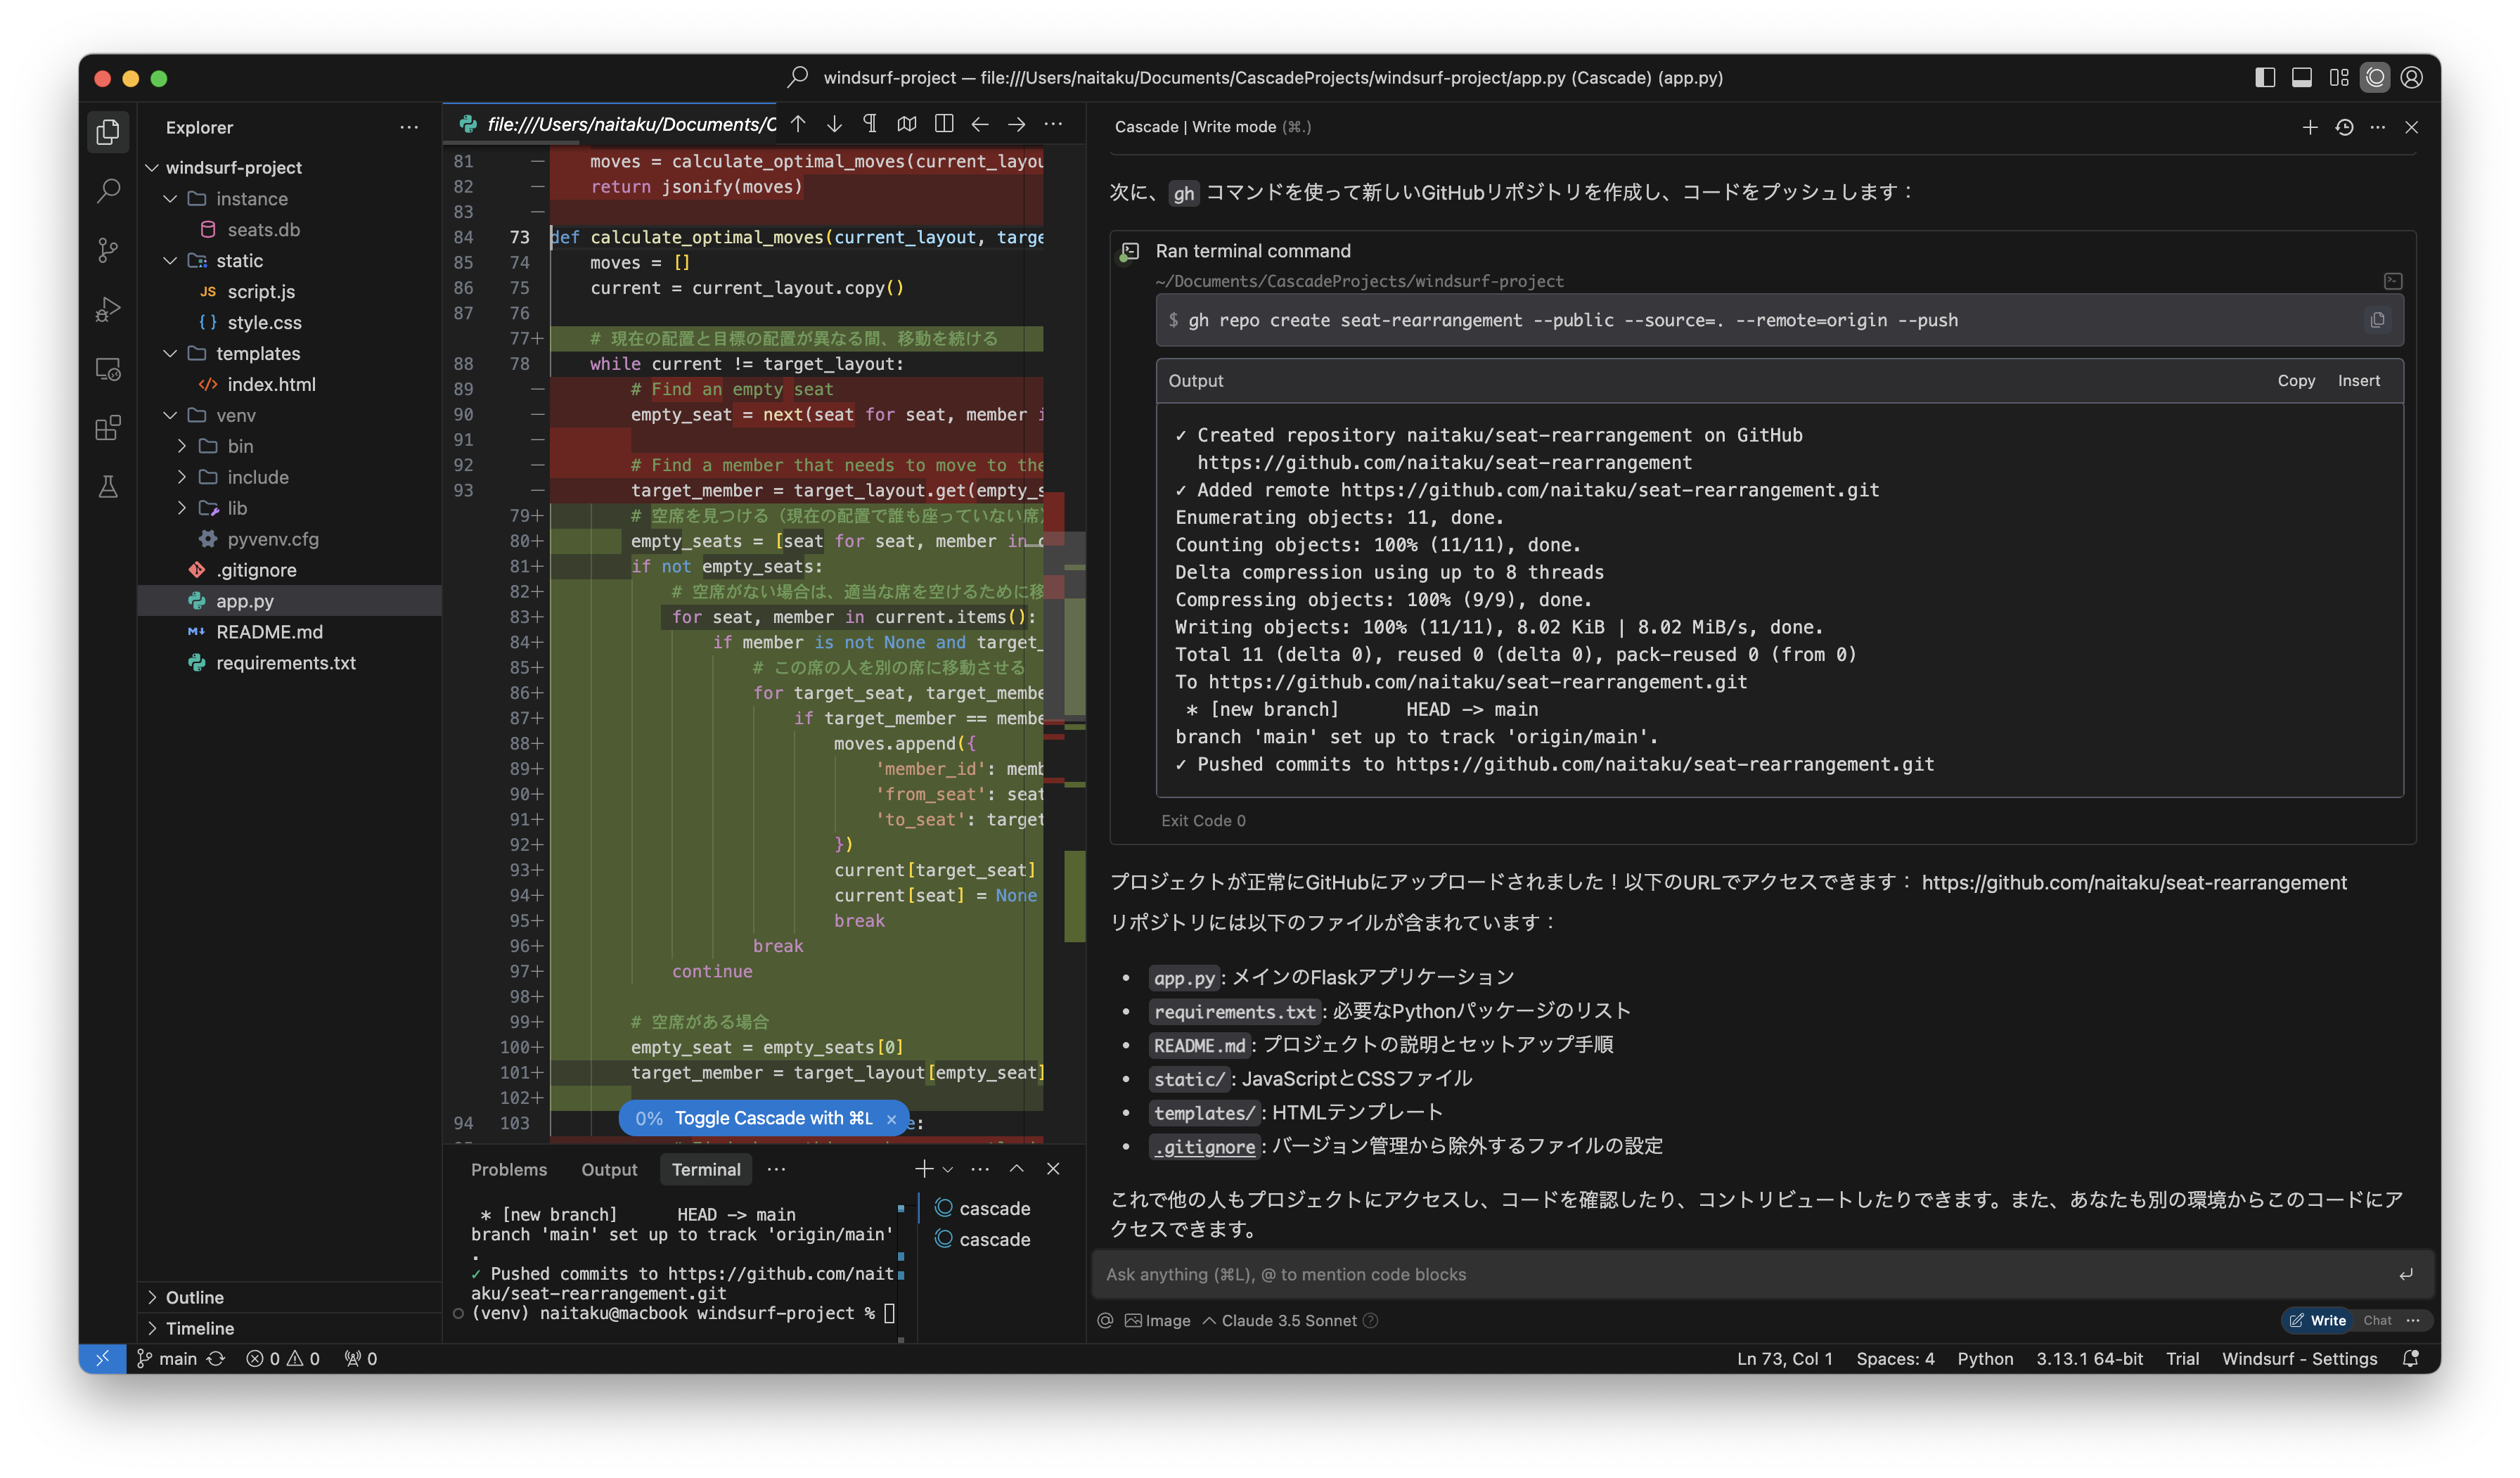 windsurf-project — file:///Users/naitaku/Documents/CascadeProjects/windsurf-project/app.py (Cascade) (app.py)
Explorer
windsurf-project
instance
seats.db
static
JS script.js
{ } style.css
templates
</> index.html
venv
bin
include
lib
pyvenv.cfg
.gitignore
app.py
M↓ README.md
requirements.txt
Outline
Timeline
file:///Users/naitaku/Documents/C
81 — moves = calculate_optimal_moves(current_layou
82 — return jsonify(moves)
83 —
84 73 def calculate_optimal_moves(current_layout, targe
85 74 moves = []
86 75 current = current_layout.copy()
87 76
77+ # 現在の配置と目標の配置が異なる間、移動を続ける
88 78 while current != target_layout:
89 — # Find an empty seat
90 — empty_seat = next(seat for seat, member i
91 —
92 — # Find a member that needs to move to the
93 — target_member = target_layout.get(empty_s
79+ # 空席を見つける（現在の配置で誰も座っていない席）
80+ empty_seats = [seat for seat, member in c
81+ if not empty_seats:
82+ # 空席がない場合は、適当な席を空けるために移
83+ for seat, member in current.items():
84+ if member is not None and target_
85+ # この席の人を別の席に移動させる
86+ for target_seat, target_membe
87+ if target_member == membe
88+ moves.append({
89+ 'member_id': memb
90+ 'from_seat': seat
91+ 'to_seat': target
92+ })
93+ current[target_seat]
94+ current[seat] = None
95+ break
96+ break
97+ continue
98+
99+ # 空席がある場合
100+ empty_seat = empty_seats[0]
101+ target_member = target_layout[empty_seat]
102+
94 103 e:
0% Toggle Cascade with ⌘L ×
Problems Output Terminal
* [new branch] HEAD -> main
branch 'main' set up to track 'origin/main'
.
✓ Pushed commits to https://github.com/nait
aku/seat-rearrangement.git
(venv) naitaku@macbook windsurf-project %
cascade
cascade
Cascade | Write mode (⌘.)
次に、 gh コマンドを使って新しいGitHubリポジトリを作成し、コードをプッシュします：
Ran terminal command
~/Documents/CascadeProjects/windsurf-project
$ gh repo create seat-rearrangement --public --source=. --remote=origin --push
Output Copy Insert
✓ Created repository naitaku/seat-rearrangement on GitHub
https://github.com/naitaku/seat-rearrangement
✓ Added remote https://github.com/naitaku/seat-rearrangement.git
Enumerating objects: 11, done.
Counting objects: 100% (11/11), done.
Delta compression using up to 8 threads
Compressing objects: 100% (9/9), done.
Writing objects: 100% (11/11), 8.02 KiB | 8.02 MiB/s, done.
Total 11 (delta 0), reused 0 (delta 0), pack-reused 0 (from 0)
To https://github.com/naitaku/seat-rearrangement.git
* [new branch] HEAD -> main
branch 'main' set up to track 'origin/main'.
✓ Pushed commits to https://github.com/naitaku/seat-rearrangement.git
Exit Code 0
プロジェクトが正常にGitHubにアップロードされました！以下のURLでアクセスできます： https://github.com/naitaku/seat-rearrangement
リポジトリには以下のファイルが含まれています：
• app.py: メインのFlaskアプリケーション
• requirements.txt: 必要なPythonパッケージのリスト
• README.md: プロジェクトの説明とセットアップ手順
• static/: JavaScriptとCSSファイル
• templates/: HTMLテンプレート
• .gitignore: バージョン管理から除外するファイルの設定
これで他の人もプロジェクトにアクセスし、コードを確認したり、コントリビュートしたりできます。また、あなたも別の環境からこのコードにア
クセスできます。
Ask anything (⌘L), @ to mention code blocks
@ Image Claude 3.5 Sonnet
Write Chat
main 0 0 0
Ln 73, Col 1 Spaces: 4 Python 3.13.1 64-bit Trial Windsurf - Settings